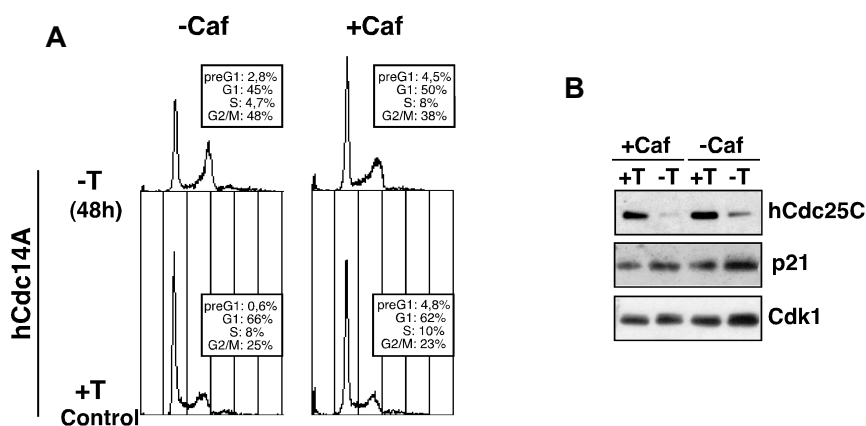 A
-Caf
+Caf
preG1: 2,8%
G1: 45%
S: 4,7%
G2/M: 48%
preG1: 4,5%
G1: 50%
S: 8%
G2/M: 38%
-T
(48h)
hCdc14A
preG1: 0,6%
G1: 66%
S: 8%
G2/M: 25%
preG1: 4,8%
G1: 62%
S: 10%
G2/M: 23%
+T
Control
B
+Caf -Caf
+T -T +T -T
hCdc25C
p21
Cdk1